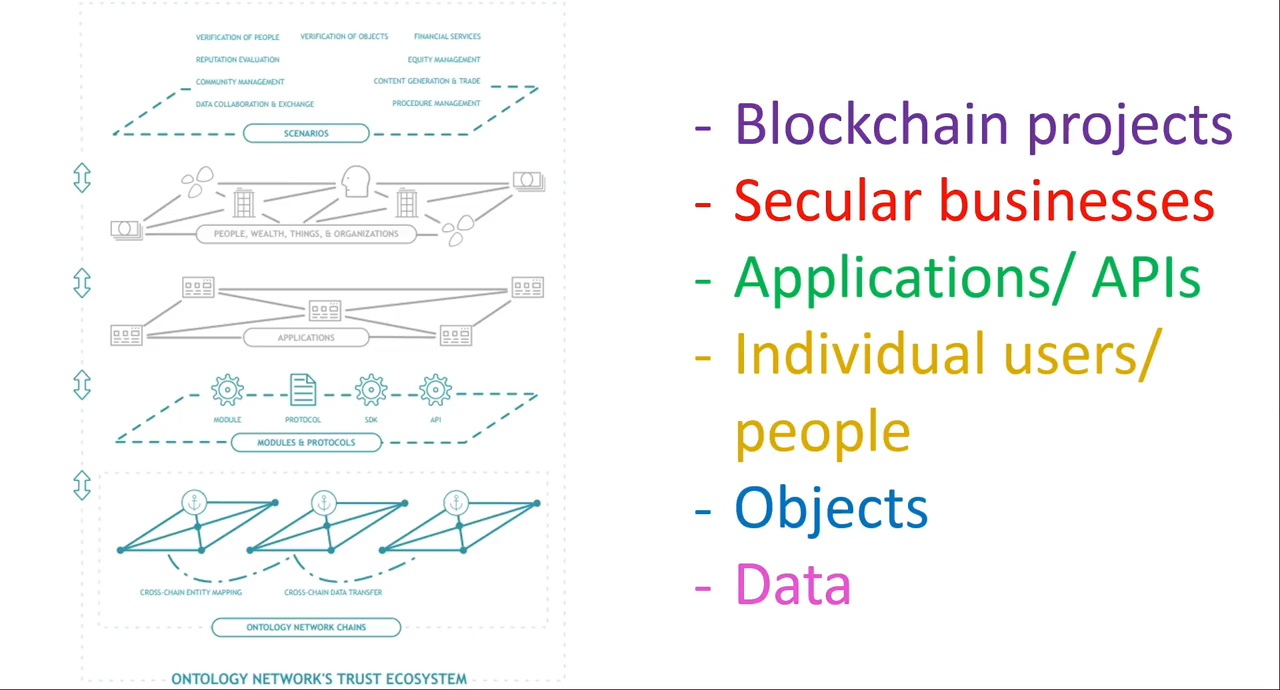 VERIFICATION OF PEOPLE
VERIFICATION OF OBJECTS
FINANCIAL SERVICES
REPUTATION EVALUATION
EQUITY MANAGEMENT
COMMUNITY MANAGEMENT
CONTENT GENERATION & TRADE
DATA COLLABORATION & EXCHANGE
PROCEDURE MANAGEMENT
SCENARIOS
PEOPLE, WEALTH, THINGS, & ORGANIZATIONS
APPLICATIONS
MODULE
PROTOCOL
SDK
API
MODULES & PROTOCOLS
CROSS-CHAIN ENTITY MAPPING
CROSS-CHAIN DATA TRANSFER
ONTOLOGY NETWORK CHAINS
ONTOLOGY NETWORK'S TRUST ECOSYSTEM
- Blockchain projects
- Secular businesses
- Applications/ APIs
- Individual users/
people
- Objects
- Data